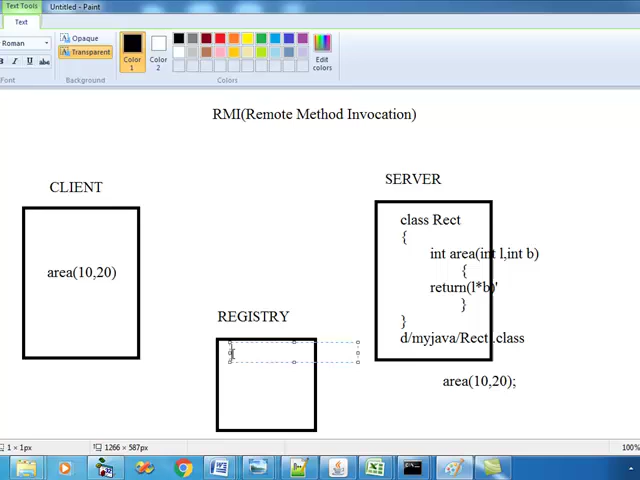 Text Tools
Untitled - Paint
Text
Roman
Opaque
Transparent
B I U abc
Font
Background
Color
1
Color
2
Edit
colors
Colors
RMI(Remote Method Invocation)
CLIENT
SERVER
class Rect
{
int area(int l,int b)
{
return(l*b)'
}
}
d/myjava/Rect .class
area(10,20)
REGISTRY
area(10,20);
1 × 1px
1266 × 587px
100%